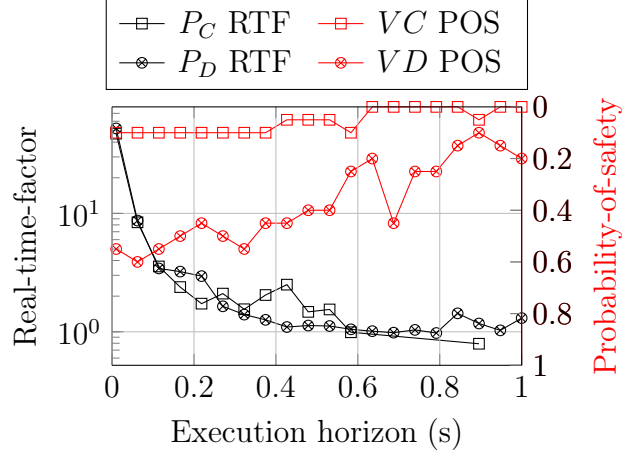 P_C RTF VC POS
P_D RTF VD POS
Real-time-factor
10^1
10^0
0
0.2
0.4
0.6
0.8
1
Probability-of-safety
0 0.2 0.4 0.6 0.8 1
Execution horizon (s)